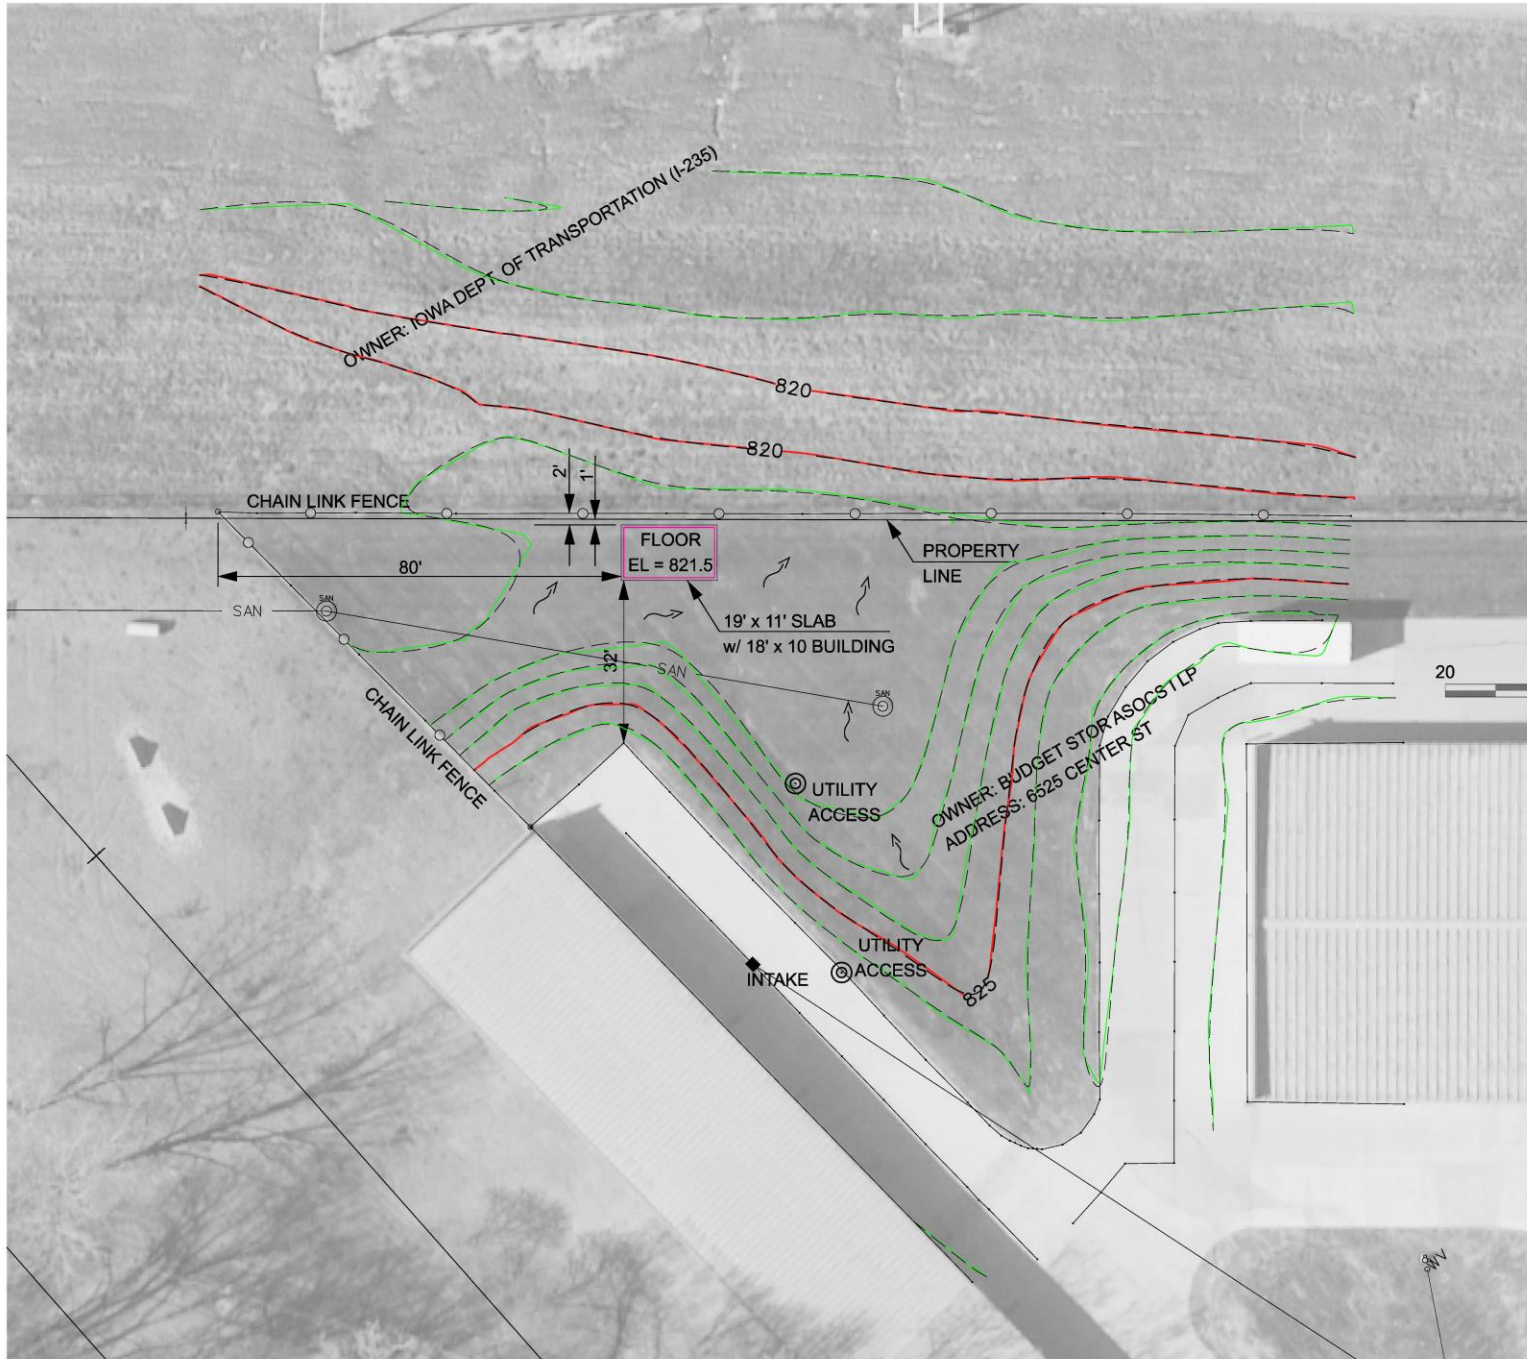 OWNER: IOWA DEPT. OF TRANSPORTATION (I-235)
820
820
2'
1'
CHAIN LINK FENCE
FLOOR
EL = 821.5
PROPERTY
LINE
80'
SAN
SAN
19' x 11' SLAB
w/ 18' x 10 BUILDING
32'
SAN
SAN
20
CHAIN LINK FENCE
OWNER: BUDGET STOR ASOCS I LP
ADDRESS: 6525 CENTER ST
UTILITY
ACCESS
UTILITY
ACCESS
INTAKE
825
WV